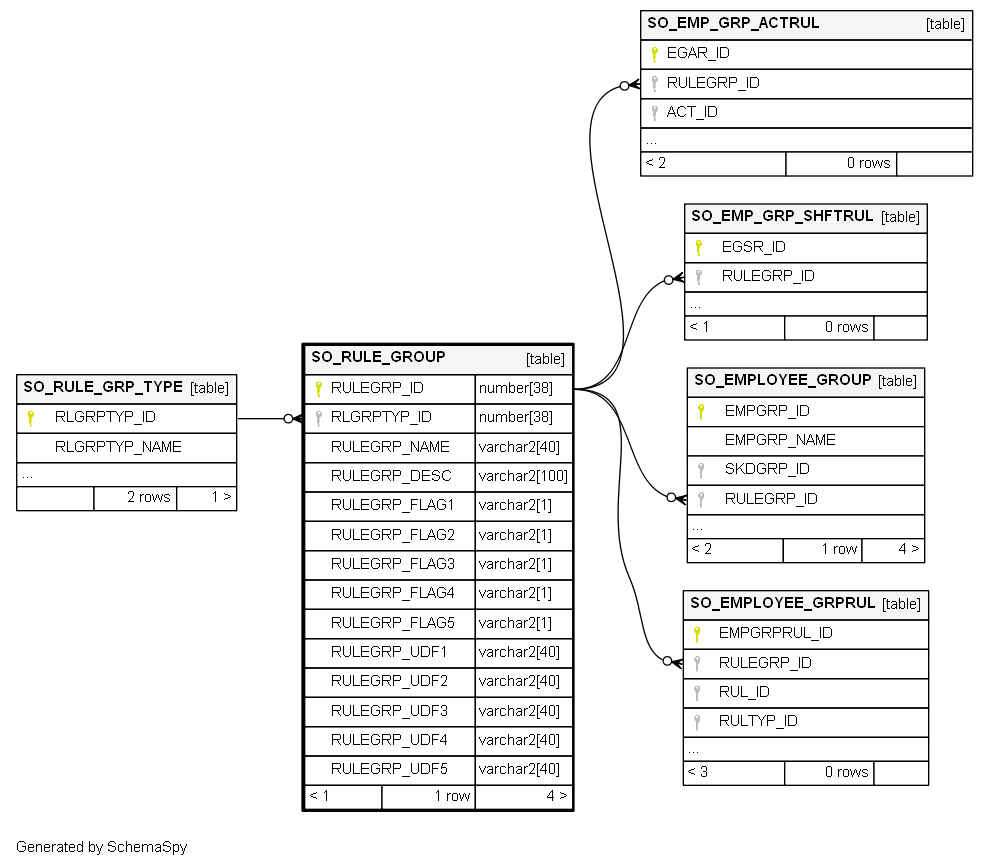 SO_EMP_GRP_ACTRUL [table]
EGAR_ID
RULEGRP_ID
ACT_ID
...
< 2 0 rows
SO_EMP_GRP_SHFTRUL [table]
EGSR_ID
RULEGRP_ID
...
< 1 0 rows
SO_RULE_GROUP [table]
RULEGRP_ID number[38]
RLGRPTYP_ID number[38]
RULEGRP_NAME varchar2[40]
RULEGRP_DESC varchar2[100]
RULEGRP_FLAG1 varchar2[1]
RULEGRP_FLAG2 varchar2[1]
RULEGRP_FLAG3 varchar2[1]
RULEGRP_FLAG4 varchar2[1]
RULEGRP_FLAG5 varchar2[1]
RULEGRP_UDF1 varchar2[40]
RULEGRP_UDF2 varchar2[40]
RULEGRP_UDF3 varchar2[40]
RULEGRP_UDF4 varchar2[40]
RULEGRP_UDF5 varchar2[40]
< 1 1 row 4 >
SO_RULE_GRP_TYPE [table]
RLGRPTYP_ID
RLGRPTYP_NAME
...
2 rows 1 >
SO_EMPLOYEE_GROUP [table]
EMPGRP_ID
EMPGRP_NAME
SKDGRP_ID
RULEGRP_ID
...
< 2 1 row 4 >
SO_EMPLOYEE_GRPRUL [table]
EMPGRPRUL_ID
RULEGRP_ID
RUL_ID
RULTYP_ID
...
< 3 0 rows
Generated by SchemaSpy